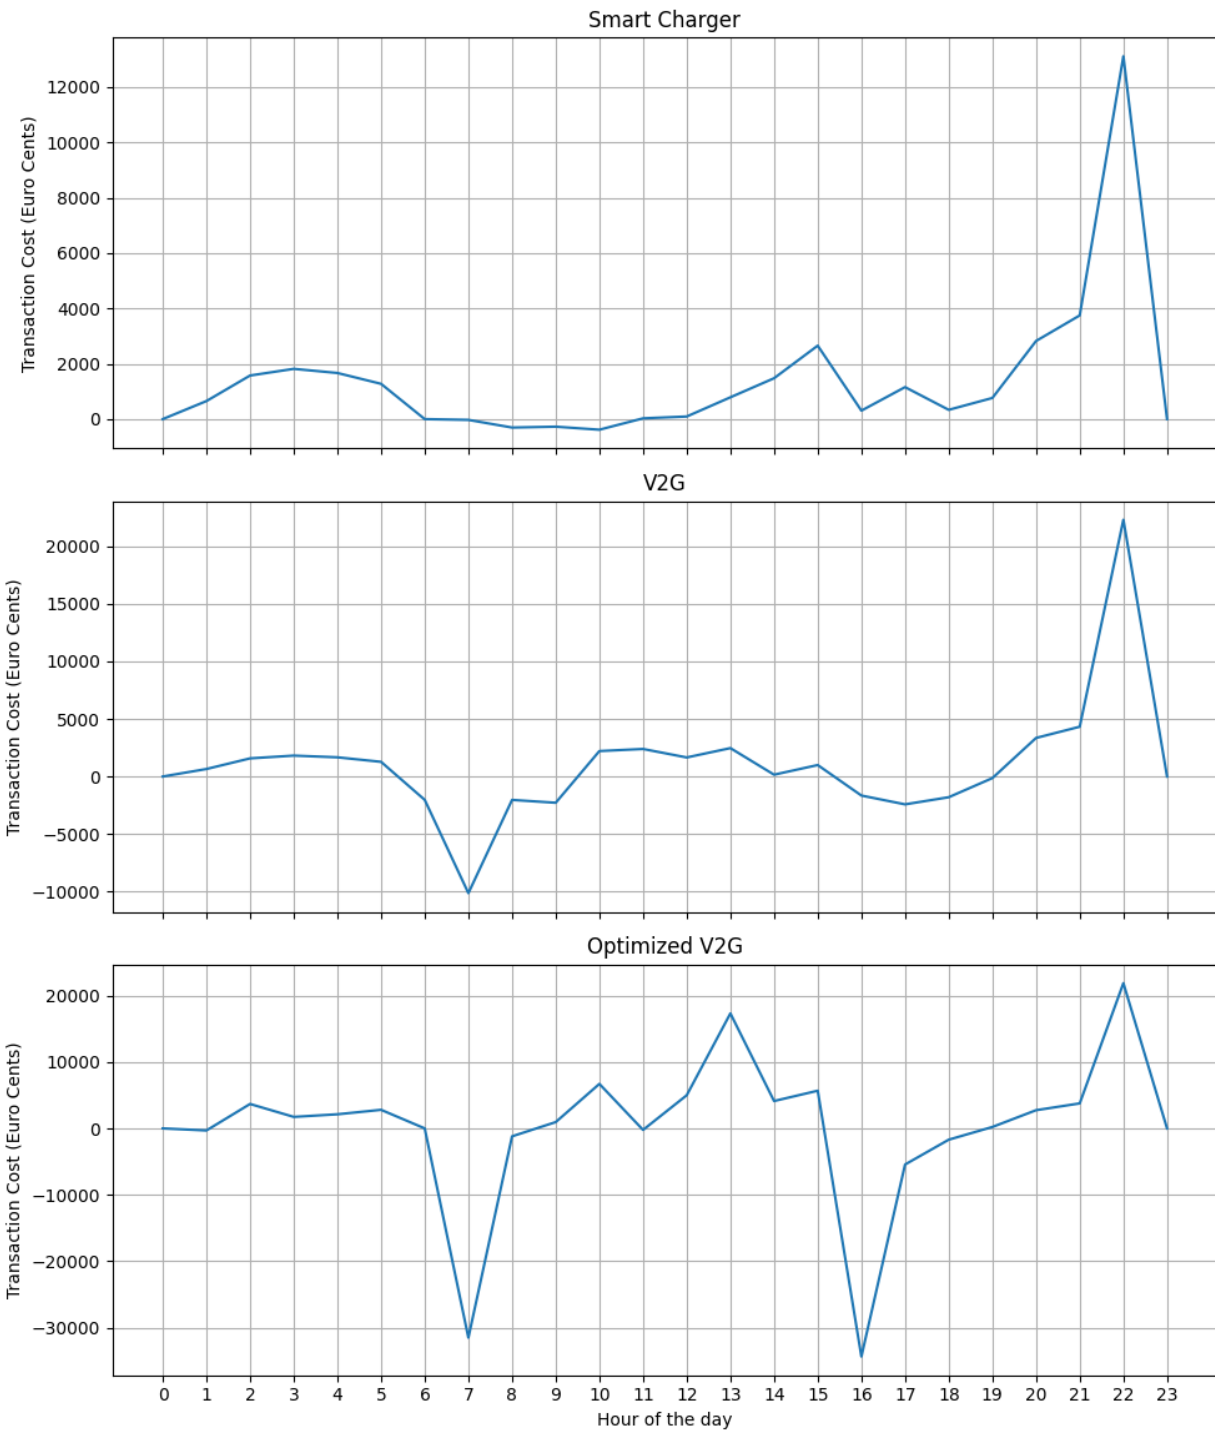 Smart Charger
Transaction Cost (Euro Cents)
12000
10000
8000
6000
4000
2000
0
V2G
Transaction Cost (Euro Cents)
20000
15000
10000
5000
0
−5000
−10000
Optimized V2G
Transaction Cost (Euro Cents)
20000
10000
0
−10000
−20000
−30000
0 1 2 3 4 5 6 7 8 9 10 11 12 13 14 15 16 17 18 19 20 21 22 23
Hour of the day